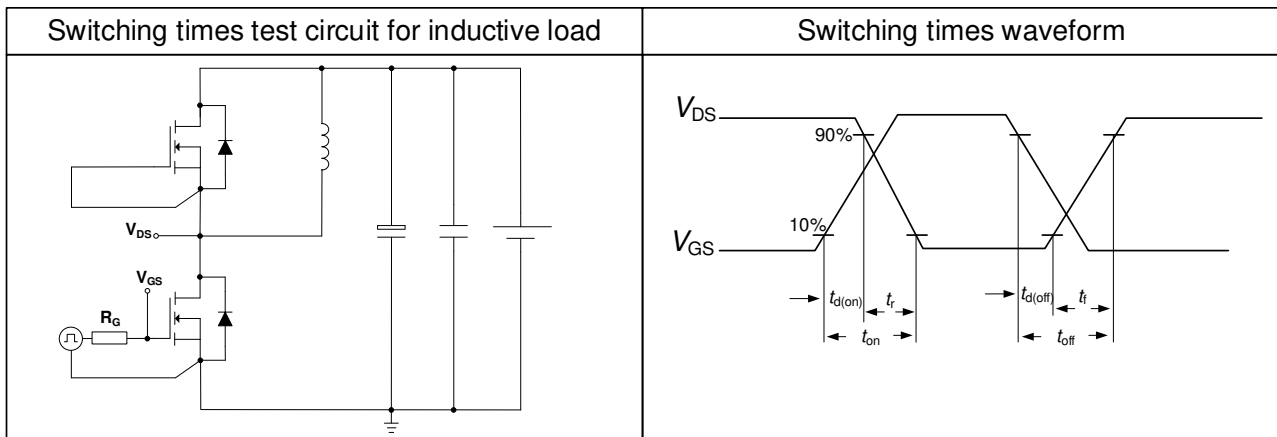 Switching times test circuit for inductive load
Switching times waveform
VDS
VGS
RG
VDS
90%
10%
VGS
td(on)
tr
td(off)
tf
ton
toff